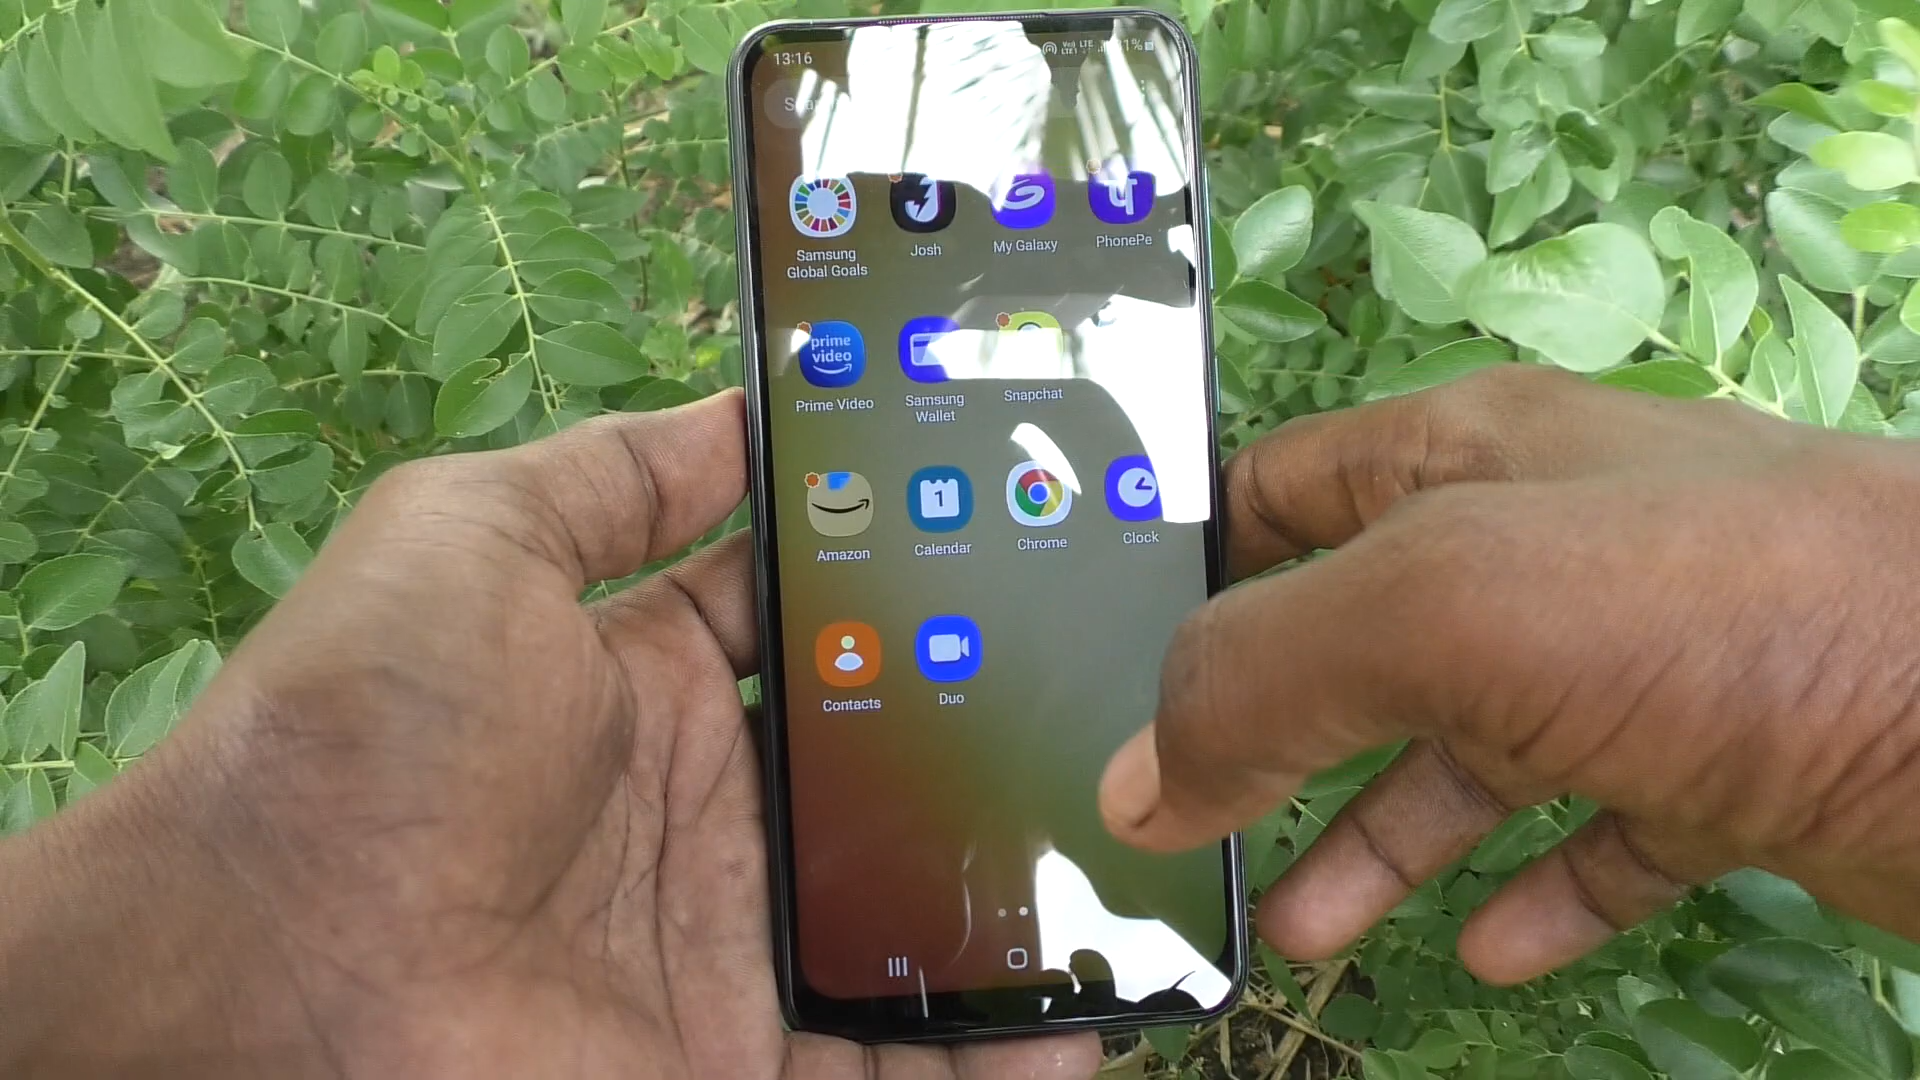 13:16
Samsung
Global Goals
Josh
My Galaxy
PhonePe
prime
video
Prime Video
Samsung
Wallet
Snapchat
Amazon
1
Calendar
Chrome
Clock
Contacts
Duo